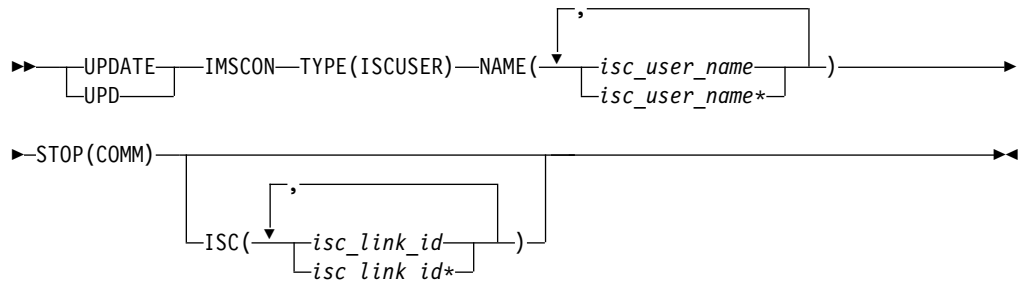 ,
UPDATE IMSCON TYPE(ISCUSER) NAME( isc_user_name )
UPD isc_user_name*
STOP(COMM)
,
ISC( isc_link_id )
isc link id*